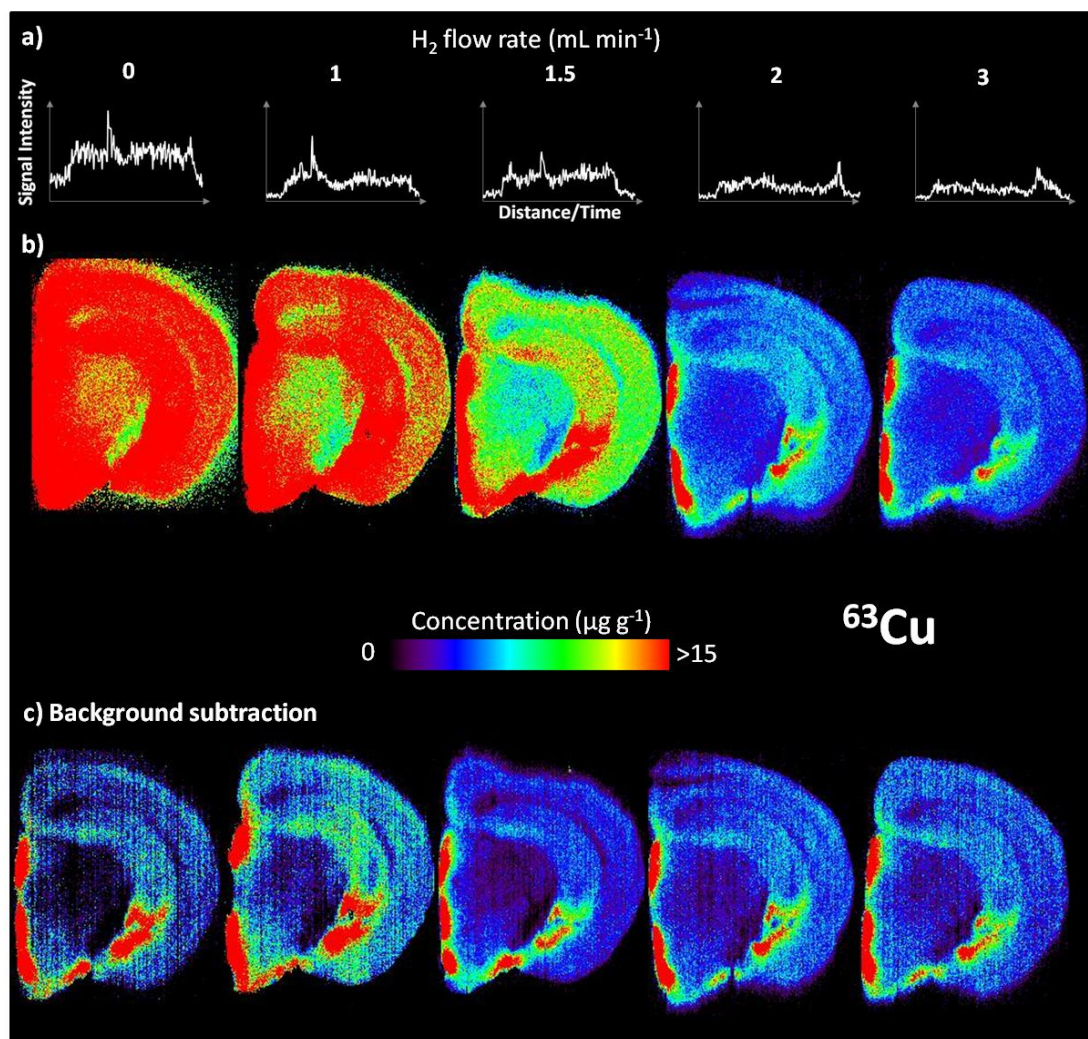 a)
H₂ flow rate (mL min⁻¹)
0 1 1.5 2 3
Signal Intensity
Distance/Time
b)
Concentration (µg g⁻¹)
0 >15
⁶³Cu
c) Background subtraction